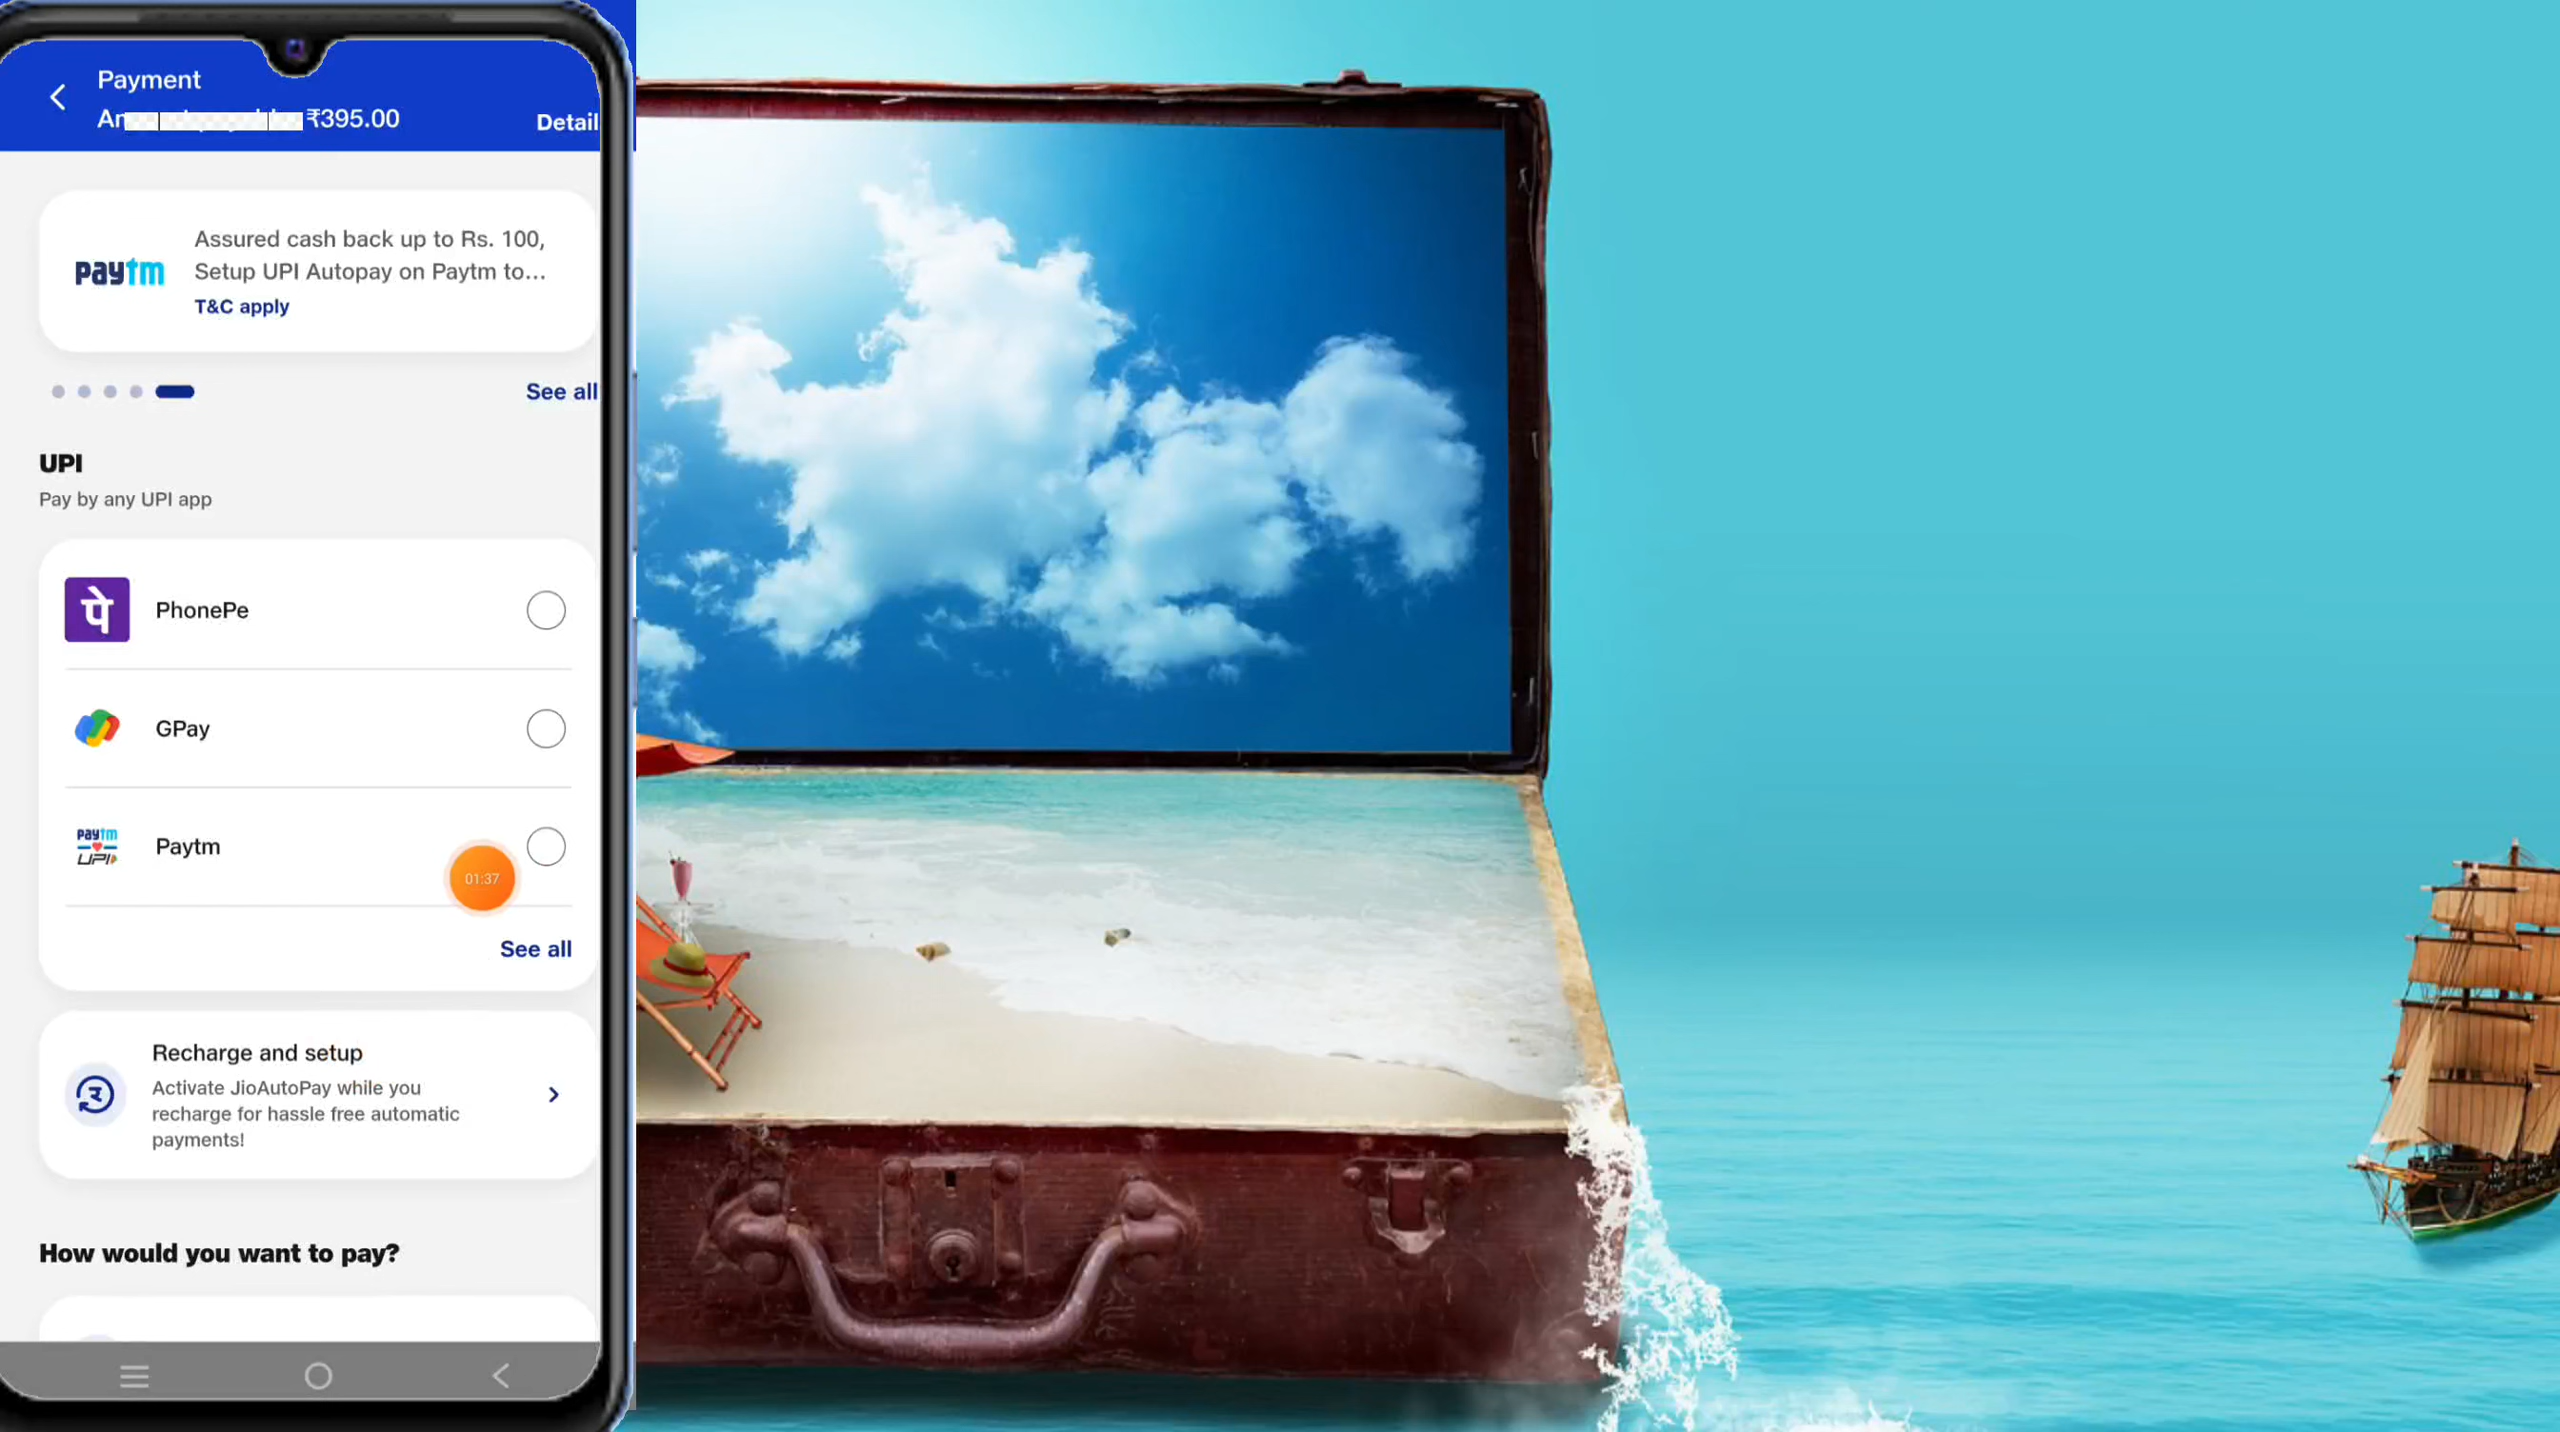 Payment
₹395.00
Detail
paytm
Assured cash back up to Rs. 100,
Setup UPI Autopay on Paytm to...
T&C apply
See all
UPI
Pay by any UPI app
पे
PhonePe
GPay
paytm
UPI
Paytm
01:37
See all
Recharge and setup
Activate JioAutoPay while you
recharge for hassle free automatic
payments!
How would you want to pay?